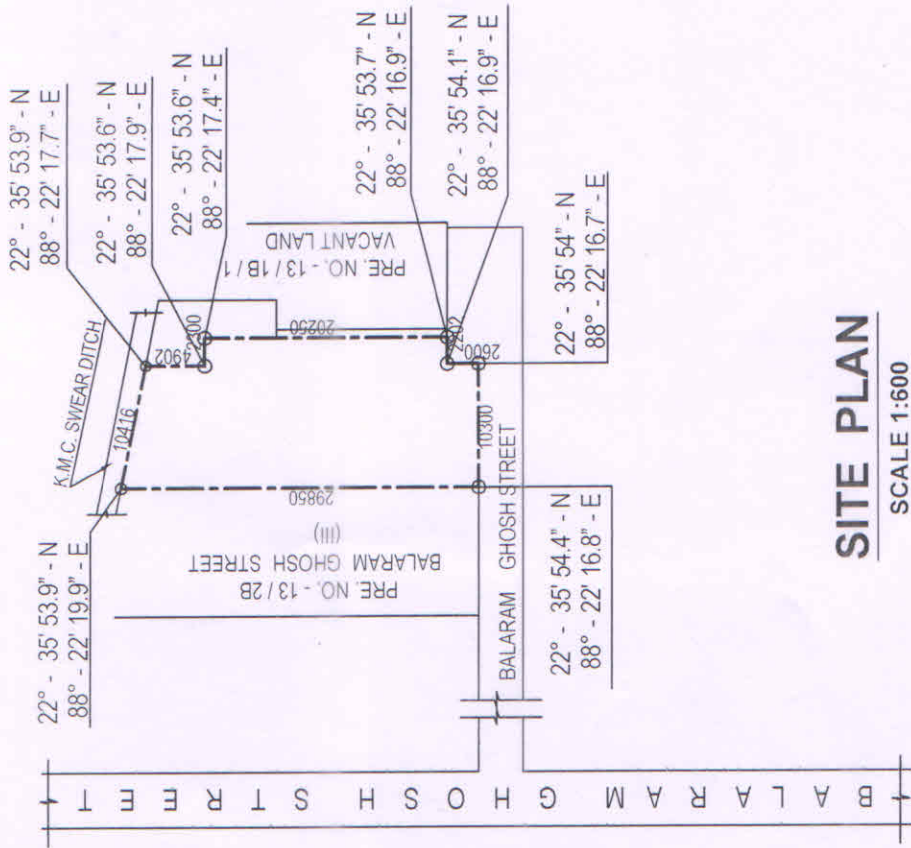 22° - 35' 53.9" - N
88° - 22' 17.7" - E
22° - 35' 53.6" - N
88° - 22' 17.9" - E
22° - 35' 53.6" - N
88° - 22' 17.4" - E
22° - 35' 53.7" - N
88° - 22' 16.9" - E
22° - 35' 54.1" - N
88° - 22' 16.9" - E
22° - 35' 54" - N
88° - 22' 16.7" - E
22° - 35' 53.9" - N
88° - 22' 19.9" - E
22° - 35' 54.4" - N
88° - 22' 16.8" - E
K.M.C. SWEAR DITCH
10416
4902
20250
2600
10300
29850
PRE. NO. - 13 / 1B / 1
VACANT LAND
PRE. NO. - 13 / 2B
BALARAM GHOSH STREET
(III)
BALARAM GHOSH STREET
BALARAM GHOSH STREET
SITE PLAN
SCALE 1:600